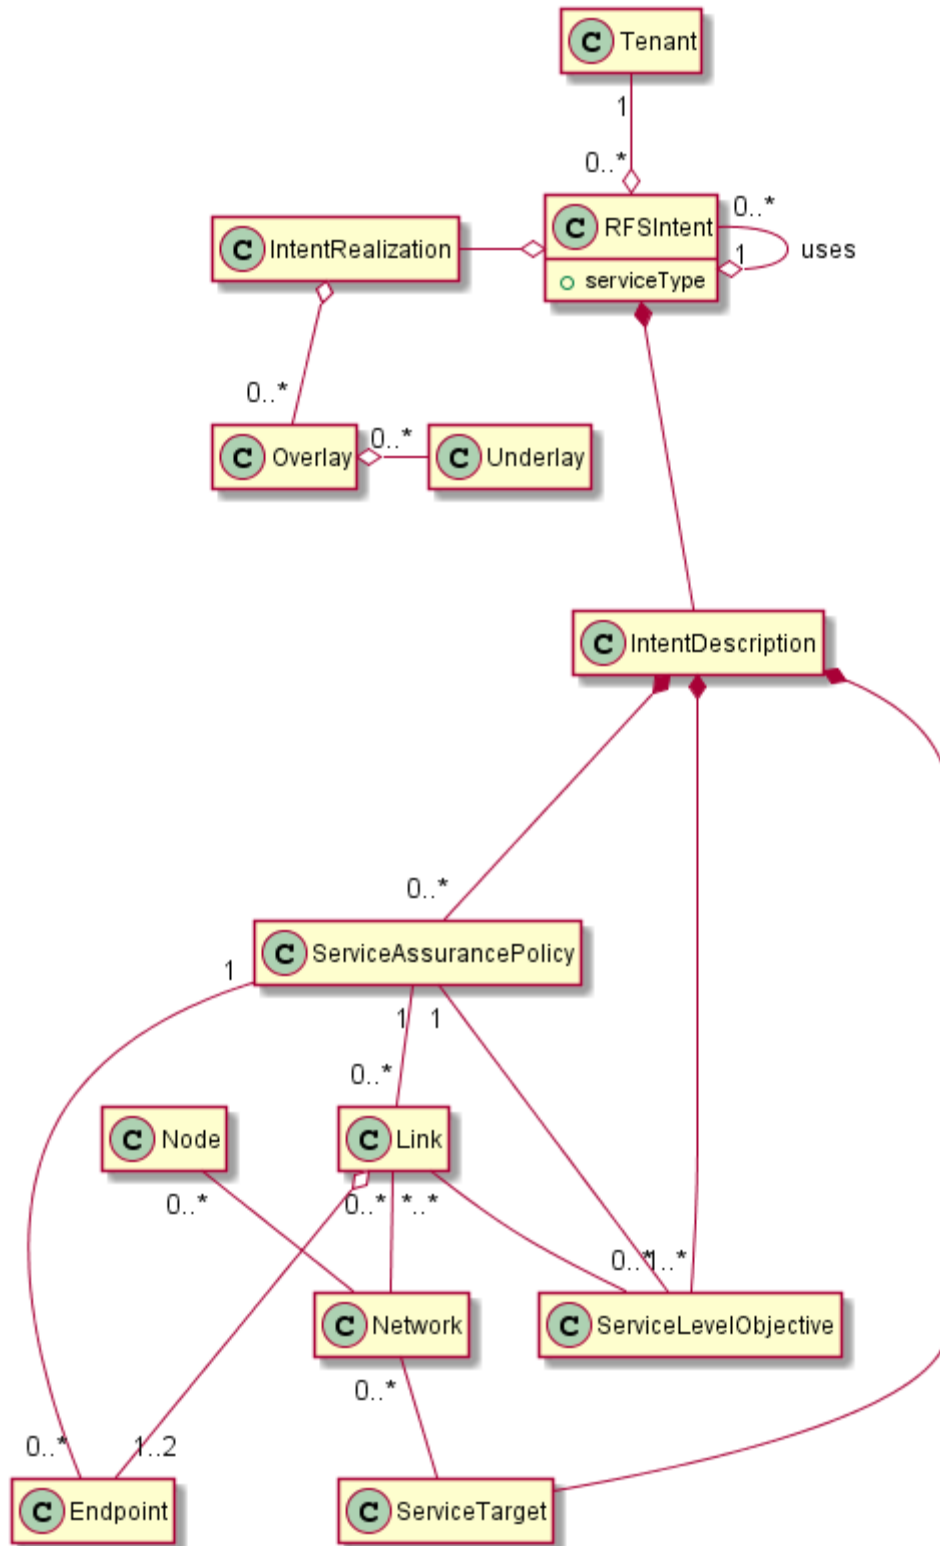 C Tenant
1
0..*
C RFSIntent
serviceType
0..*
1
uses
C IntentRealization
0..*
C Overlay
0..*
C Underlay
C IntentDescription
0..*
C ServiceAssurancePolicy
1
1
1
0..*
C Node
C Link
0..*
0..*
*..*
0..*
1..*
C Network
C ServiceLevelObjective
0..*
0..*
1..2
C Endpoint
C ServiceTarget